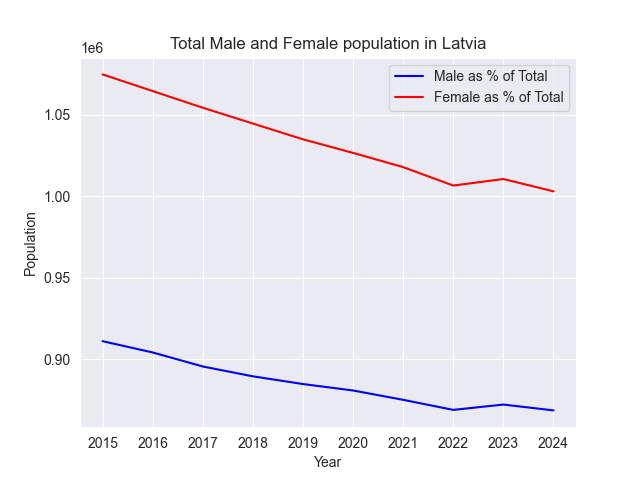 Total Male and Female population in Latvia
1e6
Male as % of Total
Female as % of Total
1.05
1.00
0.95
0.90
Population
2015 2016 2017 2018 2019 2020 2021 2022 2023 2024
Year